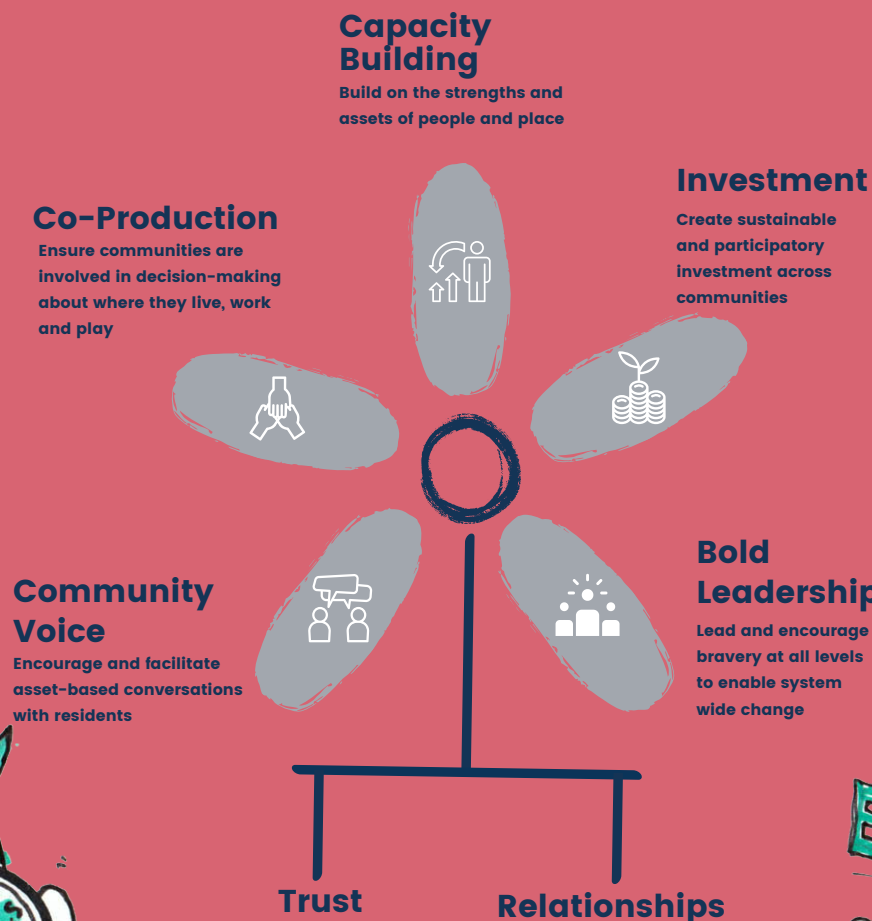 Capacity
Building
Build on the strengths and
assets of people and place
Investment
Create sustainable
and participatory
investment across
communities
Co-Production
Ensure communities are
involved in decision-making
about where they live, work
and play
Bold
Leadership
Lead and encourage
bravery at all levels
to enable system
wide change
Community
Voice
Encourage and facilitate
asset-based conversations
with residents
Trust
Relationships